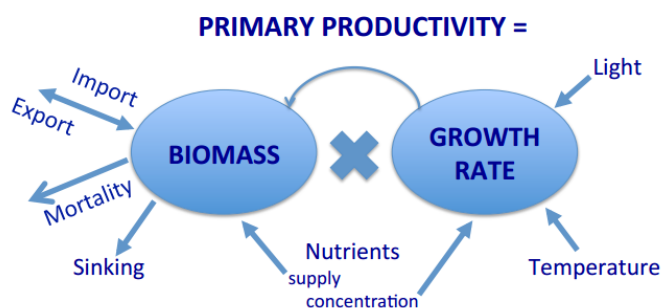 PRIMARY PRODUCTIVITY =
Import
Export
Light
BIOMASS
GROWTH
RATE
Mortality
Sinking
Nutrients
supply
concentration
Temperature